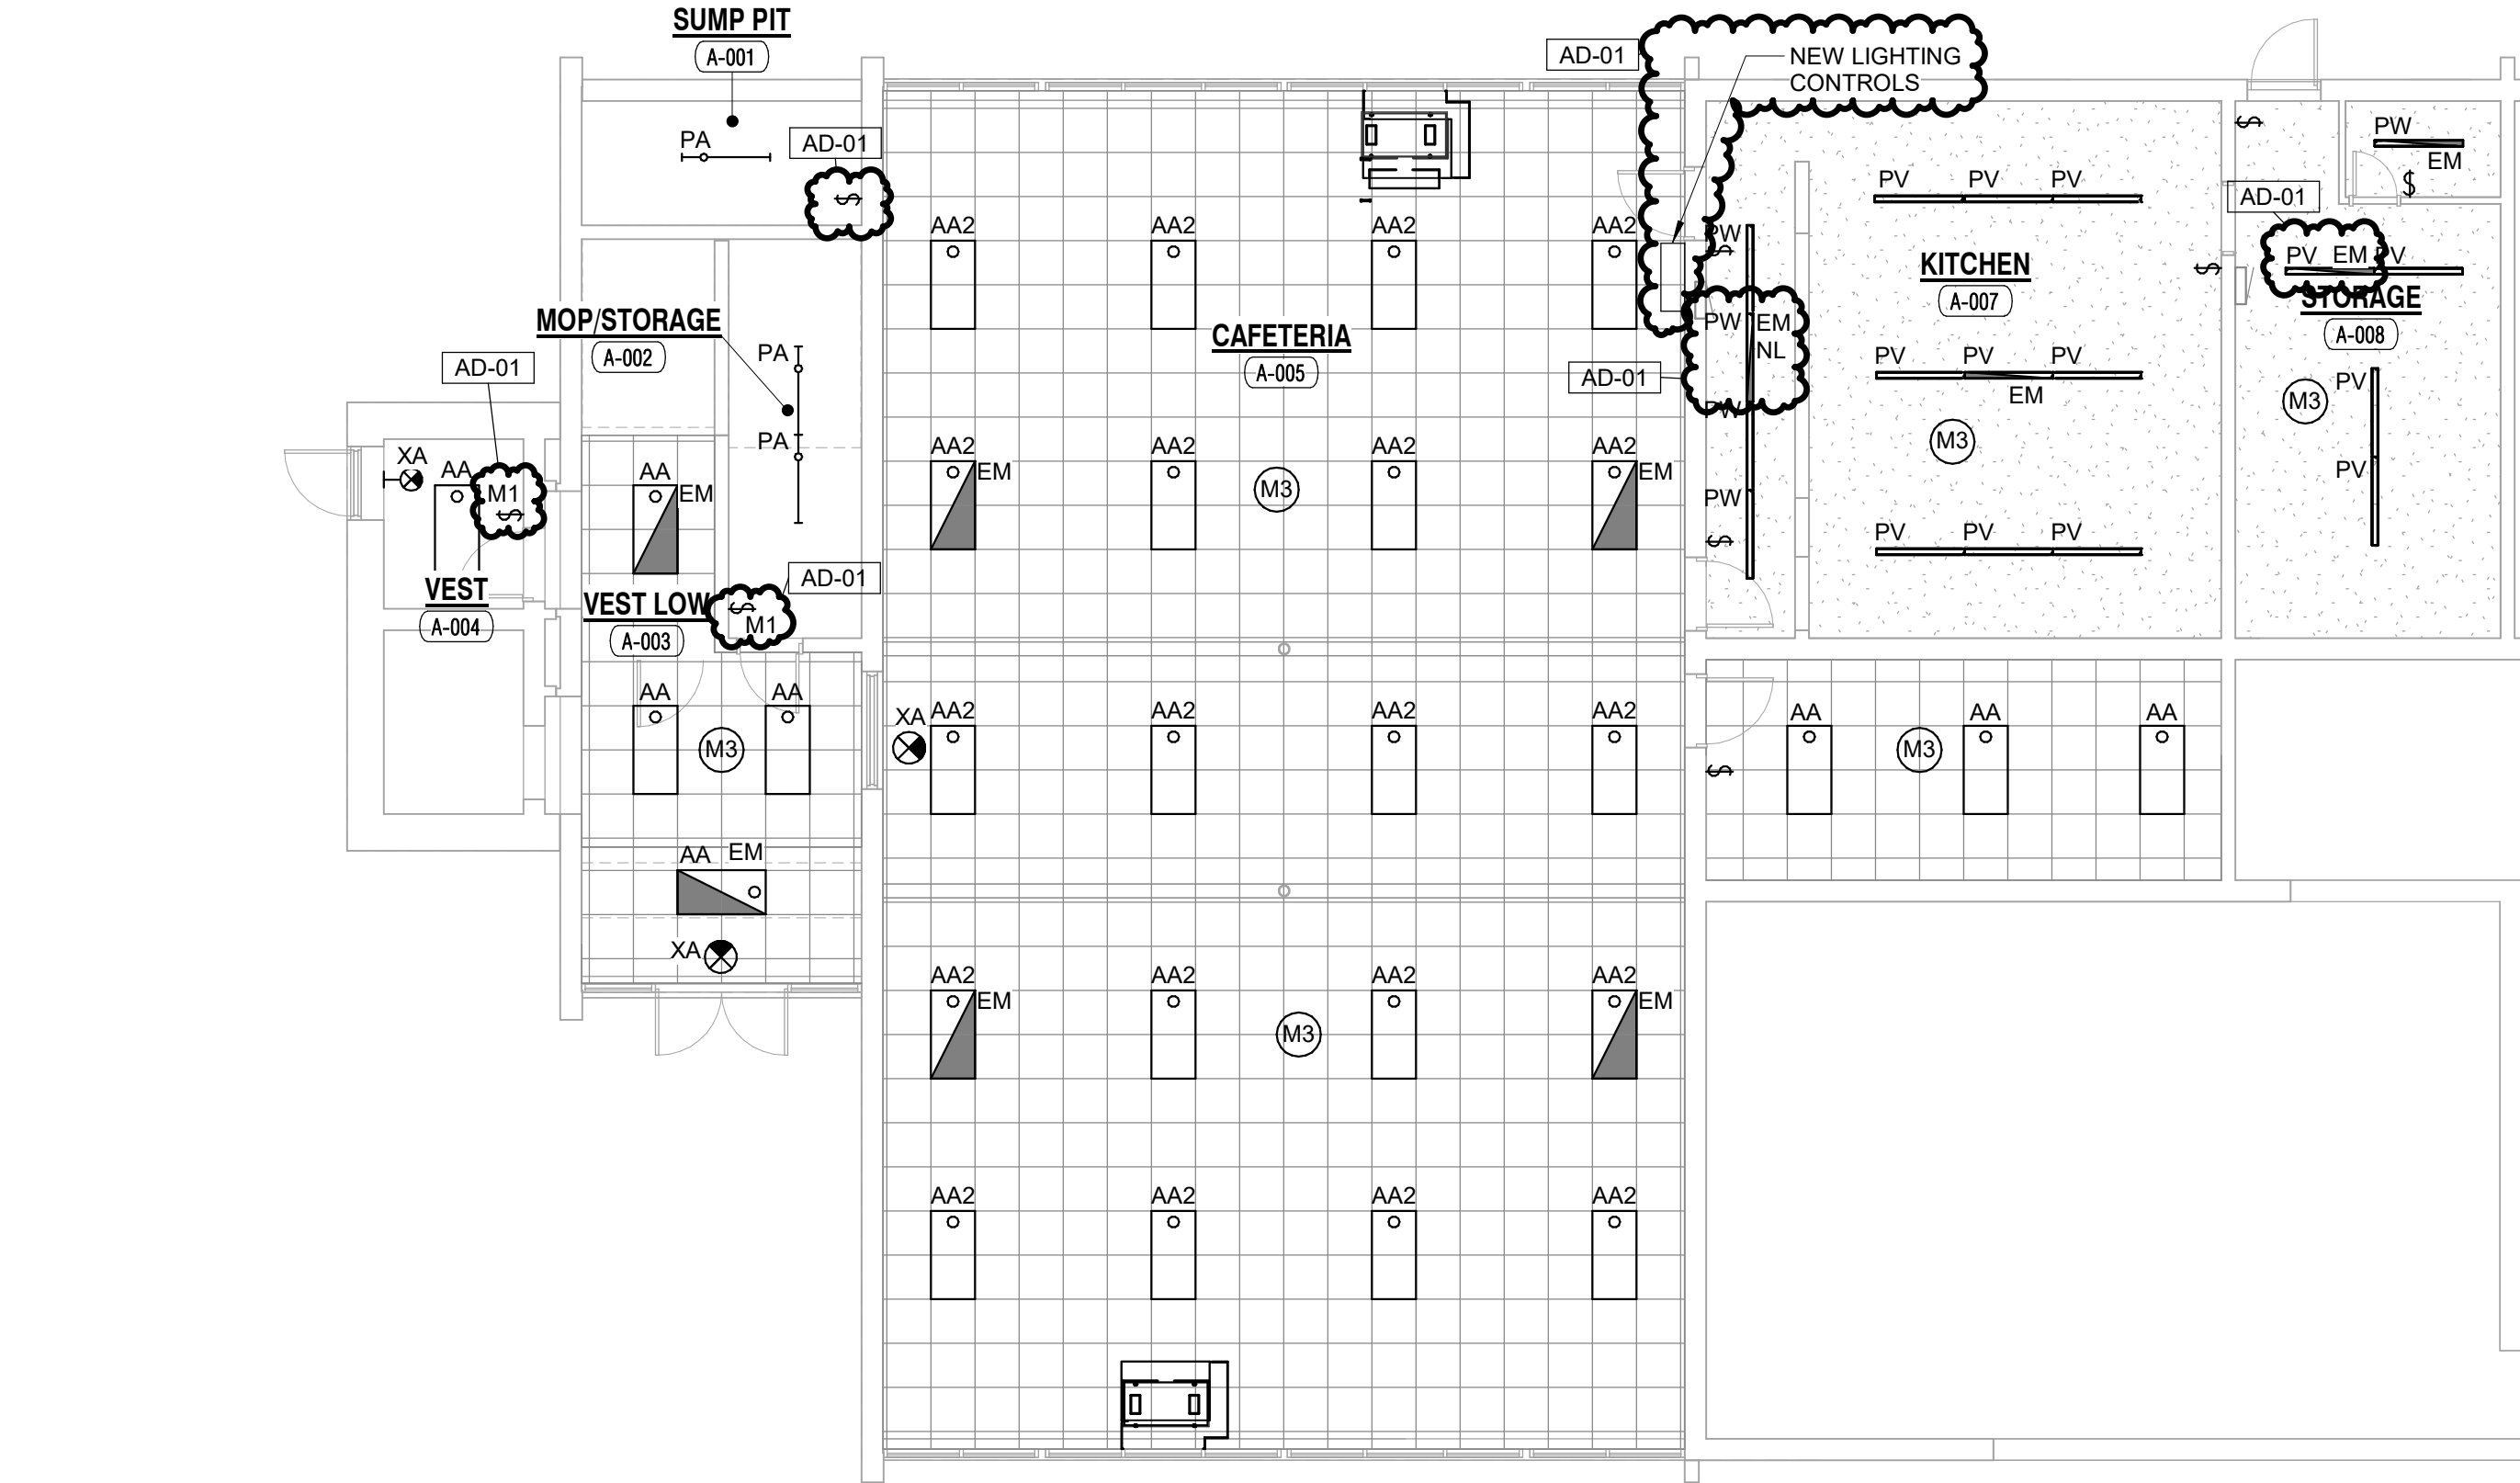 SUMP PIT
A-001
PA
AD-01
$
AD-01
NEW LIGHTING
CONTROLS
$
PW
EM
$
AD-01
PV PV PV
AA2 AA2 AA2 AA2
PW
$
KITCHEN
A-007
$
PV EM PV
STORAGE
A-008
MOP/STORAGE
A-002
PA
CAFETERIA
A-005
PW EM
NL
AD-01
AD-01
PV PV PV
EM
PV
M3
M3
PW
PA
XA
AA
M1
$
AA
EM
AA2 EM
AA2
M3
AA2
AA2 EM
PW
$
PV
PV PV PV
VEST
A-004
VEST LOW
A-003
AD-01
$
M1
AA AA
M3
XA
AA2 AA2 AA2 AA2
$
AA
M3
AA
AA
AA EM
XA
AA2 EM
AA2
M3
AA2
AA2 EM
AA2 AA2 AA2 AA2